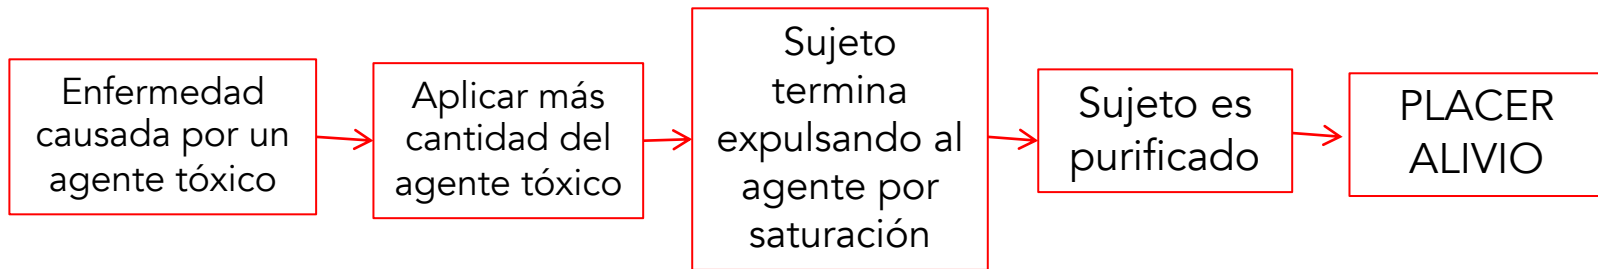 Enfermedad
causada por un
agente tóxico
Aplicar más
cantidad del
agente tóxico
Sujeto
termina
expulsando al
agente por
saturación
Sujeto es
purificado
PLACER
ALIVIO